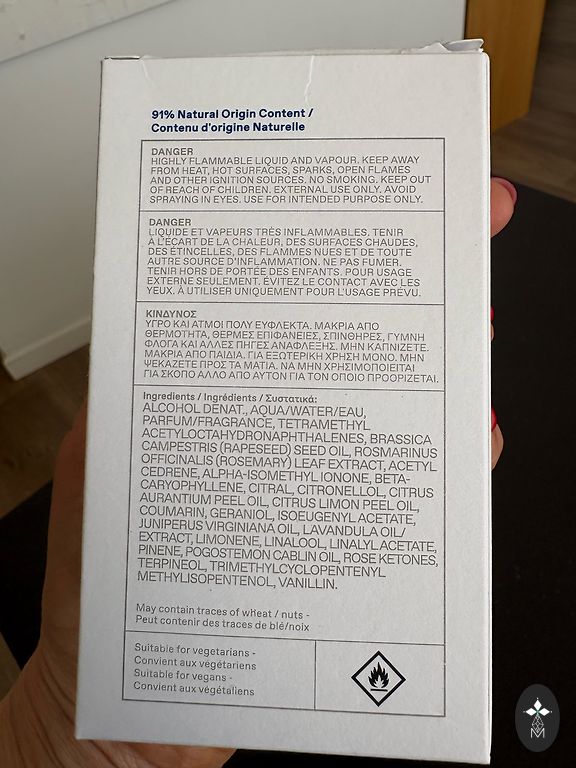 91% Natural Origin Content /
Contenu d'origine Naturelle
DANGER
HIGHLY FLAMMABLE LIQUID AND VAPOUR. KEEP AWAY
FROM HEAT, HOT SURFACES, SPARKS, OPEN FLAMES
AND OTHER IGNITION SOURCES. NO SMOKING. KEEP OUT
OF REACH OF CHILDREN. EXTERNAL USE ONLY. AVOID
SPRAYING IN EYES. USE FOR INTENDED PURPOSE ONLY.
DANGER
LIQUIDE ET VAPEURS TRÈS INFLAMMABLES. TENIR
À L'ÉCART DE LA CHALEUR, DES SURFACES CHAUDES,
DES ÉTINCELLES, DES FLAMMES NUES ET DE TOUTE
AUTRE SOURCE D'INFLAMMATION. NE PAS FUMER.
TENIR HORS DE PORTÉE DES ENFANTS. POUR USAGE
EXTERNE SEULEMENT. ÉVITEZ LE CONTACT AVEC LES
YEUX. À UTILISER UNIQUEMENT POUR L'USAGE PRÉVU.
ΚΙΝΔΥΝΟΣ
ΥΓΡΟ ΚΑΙ ΑΤΜΟΙ ΠΟΛΥ ΕΥΦΛΕΚΤΑ. ΜΑΚΡΙΑ ΑΠΟ
ΘΕΡΜΟΤΗΤΑ, ΘΕΡΜΕΣ ΕΠΙΦΑΝΕΙΕΣ, ΣΠΙΝΘΗΡΕΣ, ΓΥΜΝΗ
ΦΛΟΓΑ ΚΑΙ ΑΛΛΕΣ ΠΗΓΕΣ ΑΝΑΦΛΕΞΗΣ. ΜΗΝ ΚΑΠΝΙΖΕΤΕ.
ΜΑΚΡΙΑ ΑΠΟ ΠΑΙΔΙΑ. ΓΙΑ ΕΞΩΤΕΡΙΚΗ ΧΡΗΣΗ ΜΟΝΟ. ΜΗΝ
ΨΕΚΑΖΕΤΕ ΠΡΟΣ ΤΑ ΜΑΤΙΑ. ΝΑ ΜΗΝ ΧΡΗΣΙΜΟΠΟΙΕΙΤΑΙ
ΓΙΑ ΣΚΟΠΟ ΑΛΛΟ ΑΠΟ ΑΥΤΟΝ ΓΙΑ ΤΟΝ ΟΠΟΙΟ ΠΡΟΟΡΙΖΕΤΑΙ.
Ingredients / Ingrédients / Συστατικά:
ALCOHOL DENAT., AQUA/WATER/EAU,
PARFUM/FRAGRANCE, TETRAMETHYL
ACETYLOCTAHYDRONAPHTHALENES, BRASSICA
CAMPESTRIS (RAPESEED) SEED OIL, ROSMARINUS
OFFICINALIS (ROSEMARY) LEAF EXTRACT, ACETYL
CEDRENE, ALPHA-ISOMETHYL IONONE, BETA-
CARYOPHYLLENE, CITRAL, CITRONELLOL, CITRUS
AURANTIUM PEEL OIL, CITRUS LIMON PEEL OIL,
COUMARIN, GERANIOL, ISOEUGENYL ACETATE,
JUNIPERUS VIRGINIANA OIL, LAVANDULA OIL/
EXTRACT, LIMONENE, LINALOOL, LINALYL ACETATE,
PINENE, POGOSTEMON CABLIN OIL, ROSE KETONES,
TERPINEOL, TRIMETHYLCYCLOPENTENYL
METHYLISOPENTENOL, VANILLIN.
May contain traces of wheat / nuts -
Peut contenir des traces de blé/noix
Suitable for vegetarians -
Convient aux végétariens
Suitable for vegans -
Convient aux végétaliens